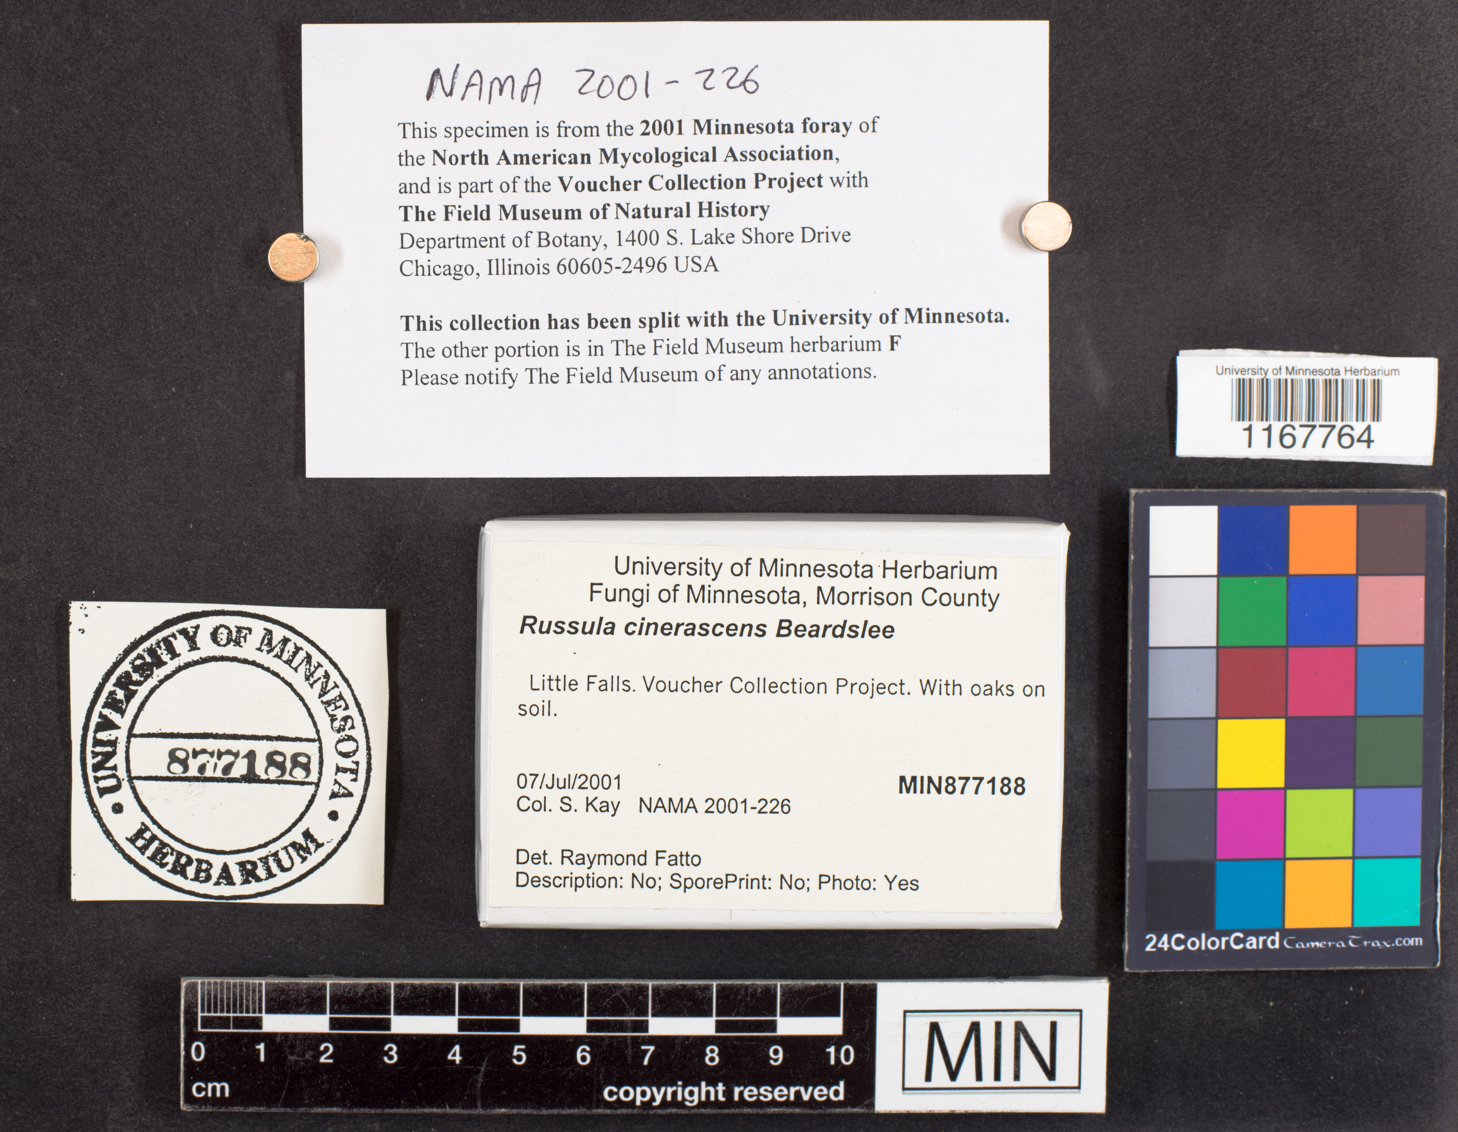 NAMA 2001-226
This specimen is from the 2001 Minnesota foray of
the North American Mycological Association,
and is part of the Voucher Collection Project with
The Field Museum of Natural History
Department of Botany, 1400 S. Lake Shore Drive
Chicago, Illinois 60605-2496 USA
This collection has been split with the University of Minnesota.
The other portion is in The Field Museum herbarium F
Please notify The Field Museum of any annotations.
University of Minnesota Herbarium
1167764
University of Minnesota Herbarium
Fungi of Minnesota, Morrison County
Russula cinerascens Beardslee
Little Falls. Voucher Collection Project. With oaks on
soil.
07/Jul/2001
MIN877188
Col. S. Kay NAMA 2001-226
Det. Raymond Fatto
Description: No; SporePrint: No; Photo: Yes
UNIVERSITY OF MINNESOTA
877188
HERBARIUM
24ColorCard CameraTrax.com
0 1 2 3 4 5 6 7 8 9 10
cm copyright reserved
MIN